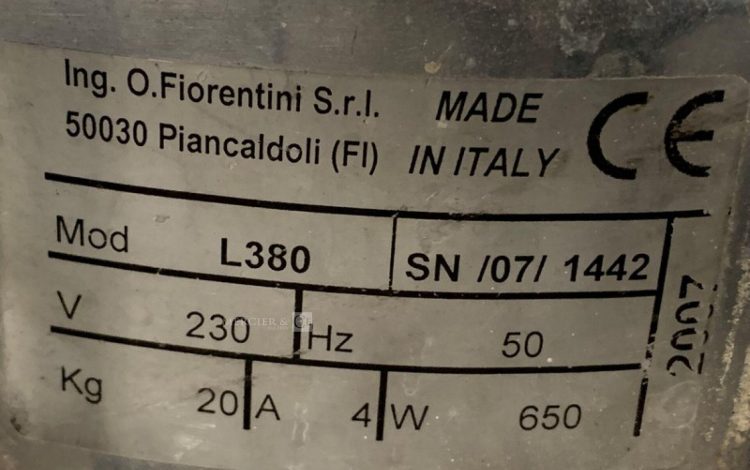 Ing. O.Fiorentini S.r.l. MADE CE
50030 Piancaldoli (FI) IN ITALY
Mod L380 SN /07/ 1442
V 230 Hz 50
Kg 20 A 4 W 650
2007